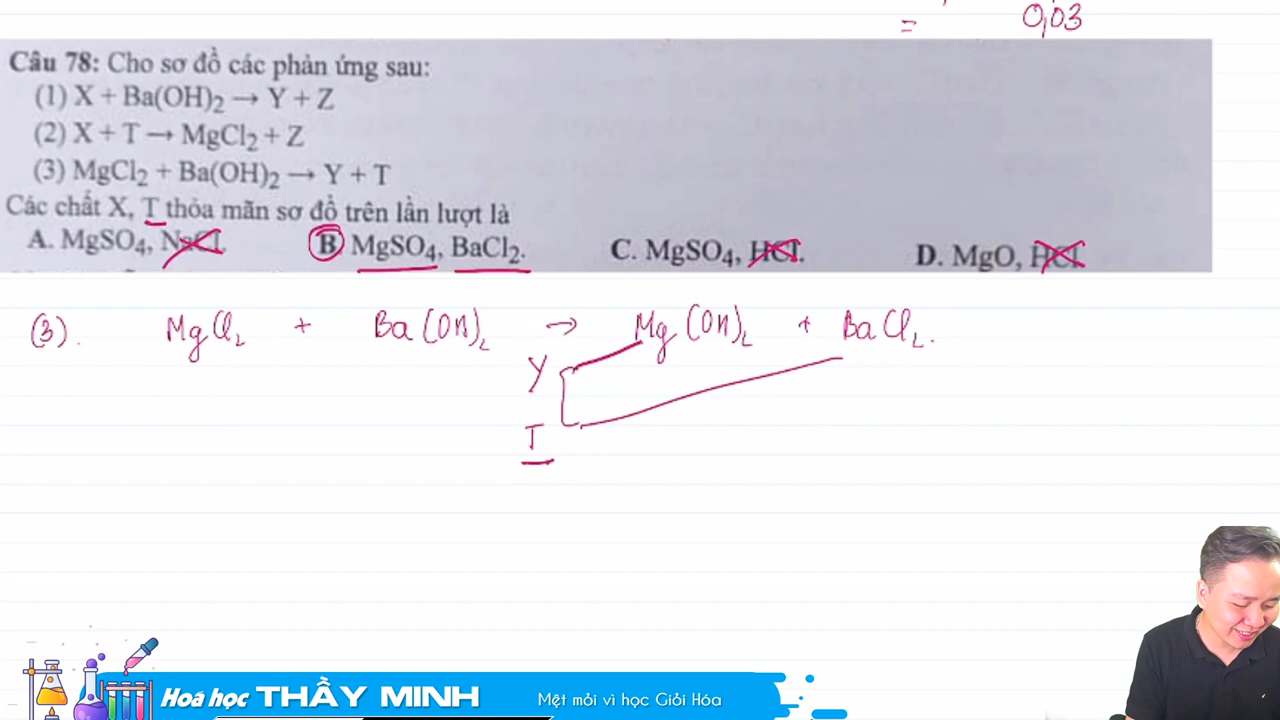 = 0,03
Câu 78: Cho sơ đồ các phản ứng sau:
(1) X + Ba(OH)₂ → Y + Z
(2) X + T → MgCl₂ + Z
(3) MgCl₂ + Ba(OH)₂ → Y + T
Các chất X, T thỏa mãn sơ đồ trên lần lượt là
A. MgSO₄, NaCl. B. MgSO₄, BaCl₂. C. MgSO₄, HCl. D. MgO, HCl.
(3). MgCl₂ + Ba(OH)₂ → Mg(OH)₂ + BaCl₂.
Y
T
Hoá học THẦY MINH Mệt mỏi vì học Giỏi Hóa